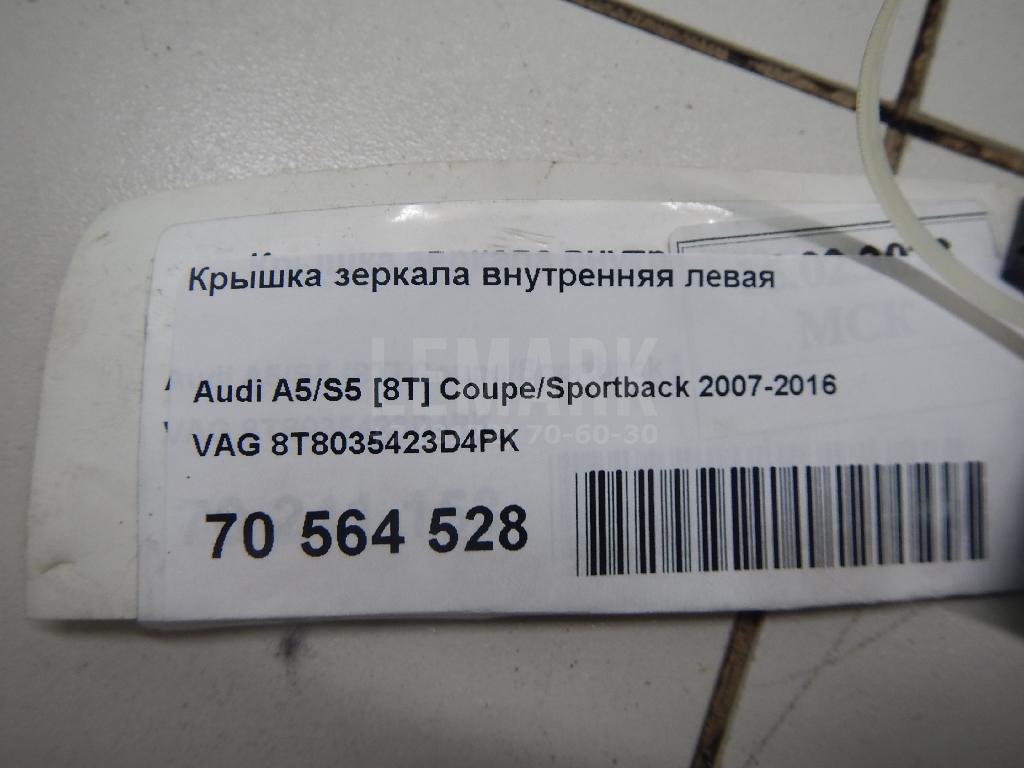 Крышка зеркала внутренняя левая
МСК
LEMARK
Audi A5/S5 [8T] Coupe/Sportback 2007-2016
70-60-30
VAG 8T8035423D4PK
70 564 528